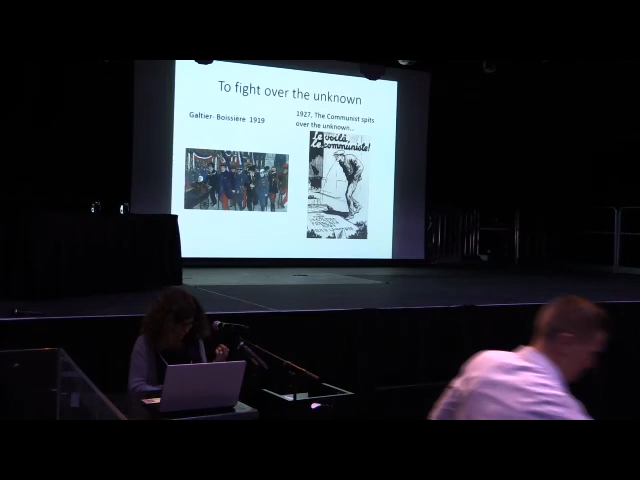 To fight over the unknown
Galtier- Boissière 1919
1927, The Communist spits
over the unknown...
le voilà,
le communiste!